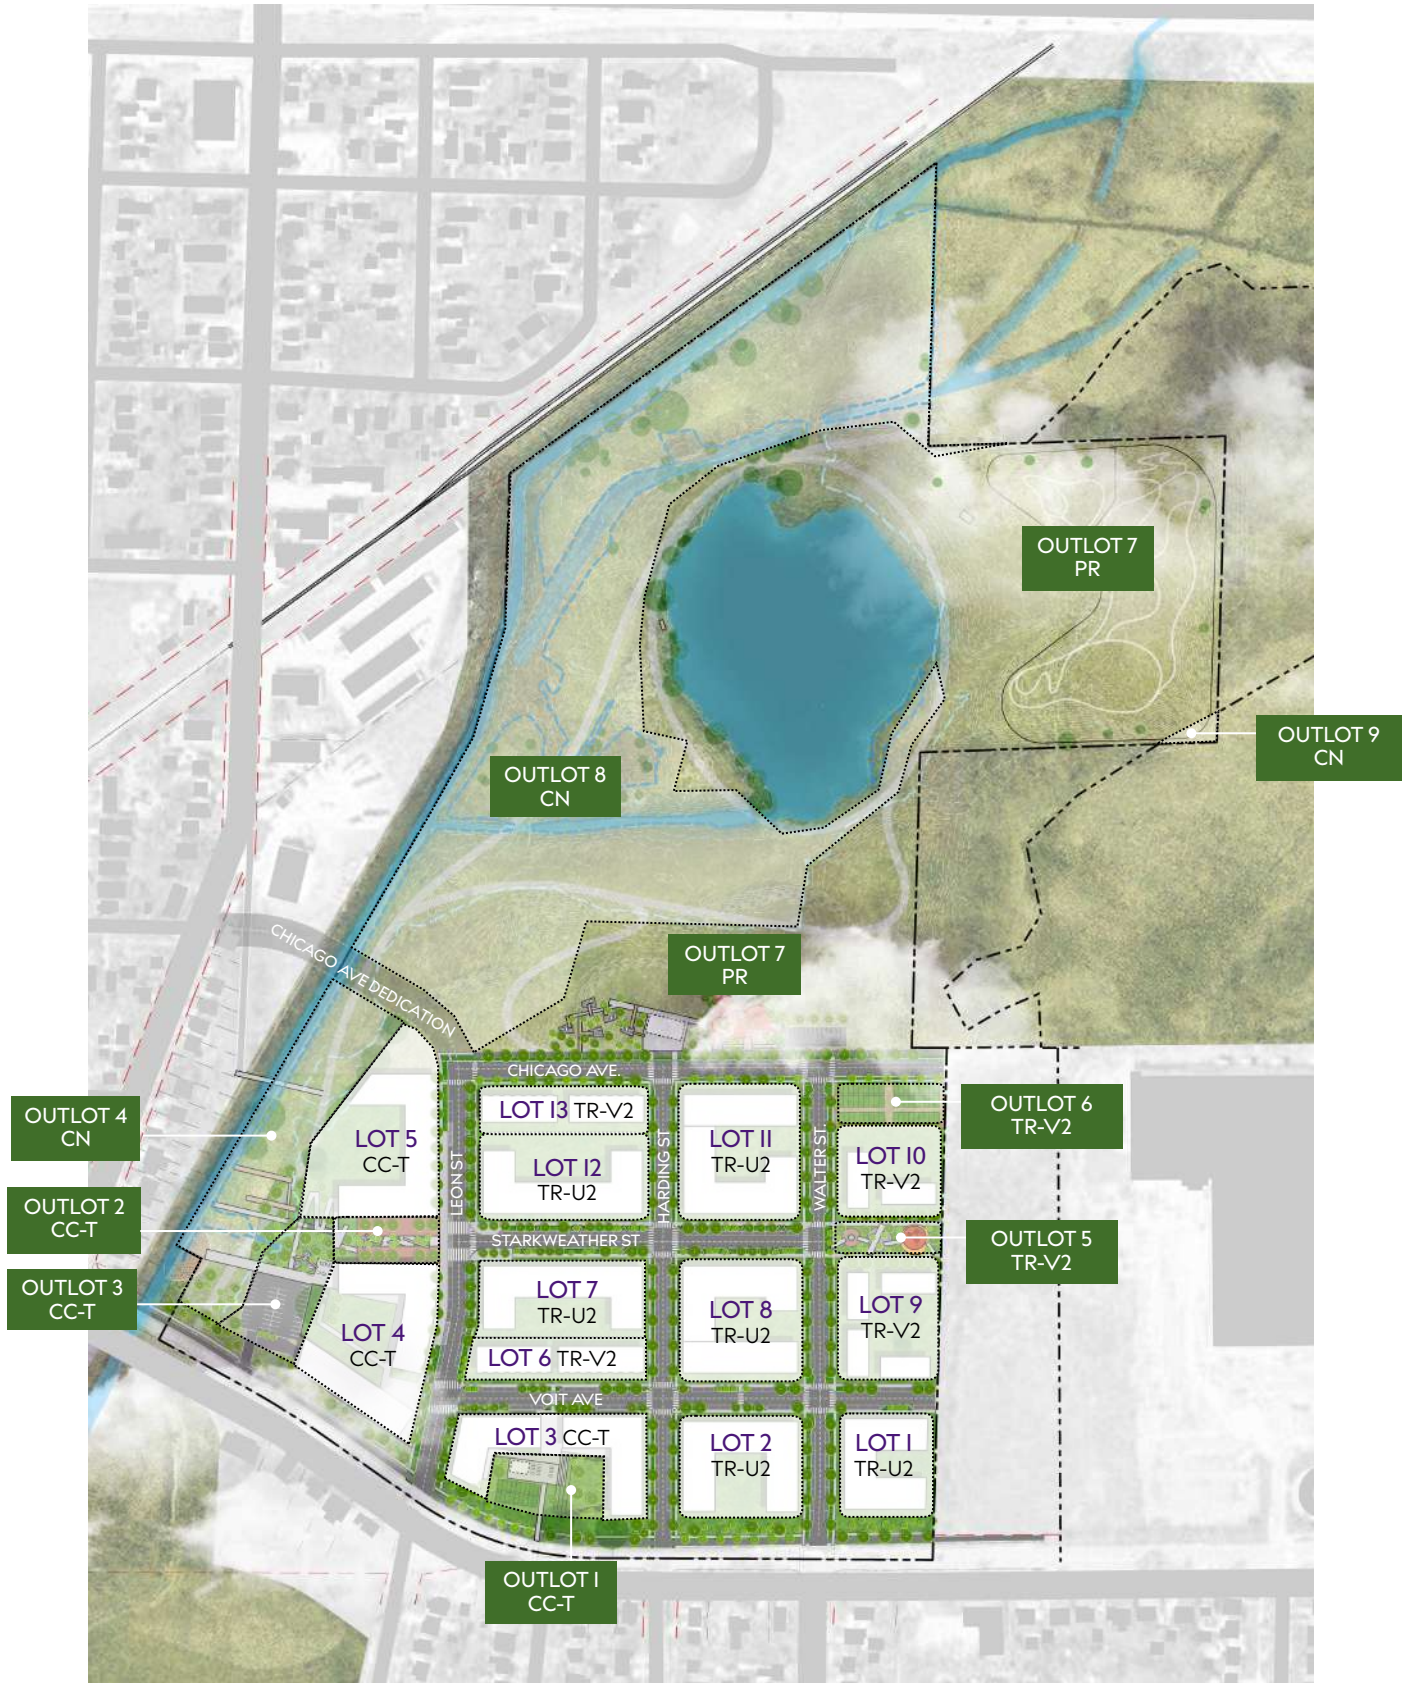 OUTLOT 7
PR
OUTLOT 9
CN
OUTLOT 8
CN
OUTLOT 7
PR
CHICAGO AVE DEDICATION
CHICAGO AVE.
OUTLOT 4
CN
OUTLOT 6
TR-V2
LOT 13 TR-V2
LOT 5
CC-T
LOT 11
TR-U2
LOT 10
TR-V2
LOT 12
TR-U2
LEON ST
HARDING ST
WALTER ST.
OUTLOT 2
CC-T
STARKWEATHER ST
OUTLOT 5
TR-V2
OUTLOT 3
CC-T
LOT 7
TR-U2
LOT 8
TR-U2
LOT 9
TR-V2
LOT 4
CC-T
LOT 6 TR-V2
VOIT AVE
LOT 3 CC-T
LOT 2
TR-U2
LOT 1
TR-U2
OUTLOT 1
CC-T